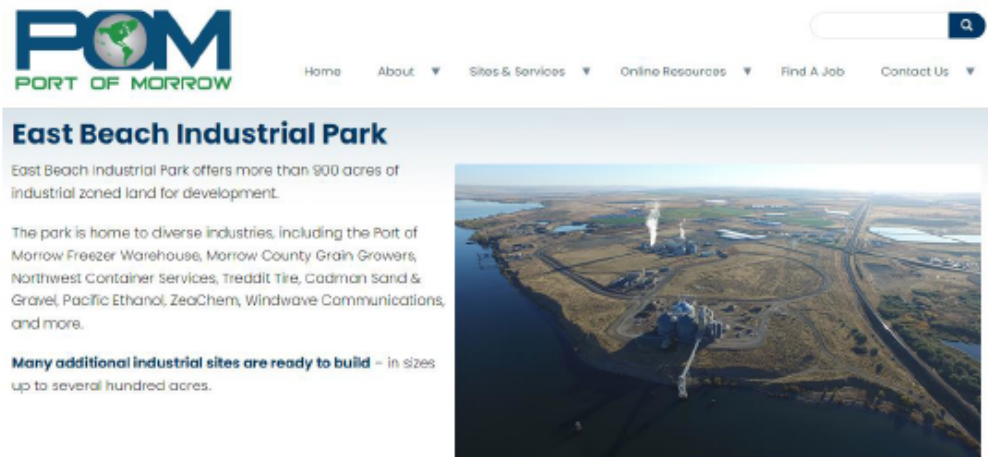 POM
PORT OF MORROW
Home About Sites & Services Online Resources Find A Job Contact Us
East Beach Industrial Park
East Beach Industrial Park offers more than 900 acres of
industrial zoned land for development.
The park is home to diverse industries, including the Port of
Morrow Freezer Warehouse, Morrow County Grain Growers,
Northwest Container Services, Treddit Tire, Cadman Sand &
Gravel, Pacific Ethanol, ZeaChem, Windwave Communications,
and more.
Many additional industrial sites are ready to build – in sizes
up to several hundred acres.